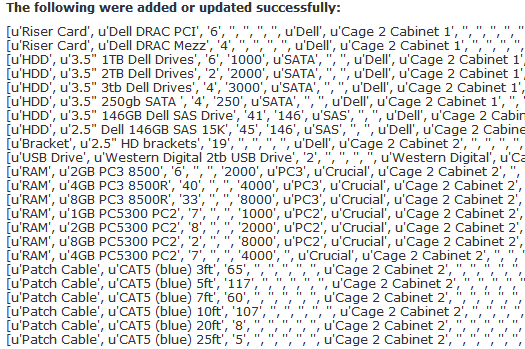 The following were added or updated successfully:
[u'Riser Card', u'Dell DRAC PCI', '6', '', '', '', '', u'Dell', u'Cage 2 Cabinet 1', '', '', '', '', ''
[u'Riser Card', u'Dell DRAC Mezz', '4', '', '', '', '', u'Dell', u'Cage 2 Cabinet 1', '', '', '', ''
[u'HDD', u'3.5" 1TB Dell Drives', '6', '1000', u'SATA', '', '', u'Dell', u'Cage 2 Cabinet 1'
[u'HDD', u'3.5" 2TB Dell Drives', '2', '2000', u'SATA', '', '', u'Dell', u'Cage 2 Cabinet 1'
[u'HDD', u'3.5" 3tb Dell Drives', '4', '3000', u'SATA', '', '', u'Dell', u'Cage 2 Cabinet 1',
[u'HDD', u'3.5" 250gb SATA ', '4', '250', u'SATA', '', '', u'Dell', u'Cage 2 Cabinet 1', '', ''
[u'HDD', u'3.5" 146GB Dell SAS Drive', '41', '146', u'SAS', '', '', u'Dell', u'Cage 2 Cabin
[u'HDD', u'2.5" Dell 146GB SAS 15K', '45', '146', u'SAS', '', '', u'Dell', u'Cage 2 Cabine
[u'Bracket', u'2.5" HD brackets', '19', '', '', '', '', u'Dell', u'Cage 2 Cabinet 2', '', '', '', ''
[u'USB Drive', u'Western Digital 2tb USB Drive', '2', '', '', '', '', u'Western Digital', u'Ca
[u'RAM', u'2GB PC3 8500', '6', '', '', '2000', u'PC3', u'Crucial', u'Cage 2 Cabinet 2', '',
[u'RAM', u'4GB PC3 8500R', '40', '', '', '4000', u'PC3', u'Crucial', u'Cage 2 Cabinet 2',
[u'RAM', u'8GB PC3 8500R', '33', '', '', '8000', u'PC3', u'Crucial', u'Cage 2 Cabinet 2',
[u'RAM', u'1GB PC5300 PC2', '7', '', '', '1000', u'PC2', u'Crucial', u'Cage 2 Cabinet 2',
[u'RAM', u'2GB PC5300 PC2', '8', '', '', '2000', u'PC2', u'Crucial', u'Cage 2 Cabinet 2',
[u'RAM', u'8GB PC5300 PC2', '2', '', '', '8000', u'PC2', u'Crucial', u'Cage 2 Cabinet 2',
[u'RAM', u'4GB PC5300 PC2', '7', '', '', '4000', '', u'Crucial', u'Cage 2 Cabinet 2', '', ''
[u'Patch Cable', u'CAT5 (blue) 3ft', '65', '', '', '', '', '', u'Cage 2 Cabinet 2', '', '', '', '', ''
[u'Patch Cable', u'CAT5 (blue) 5ft', '117', '', '', '', '', '', u'Cage 2 Cabinet 2', '', '', '', ''
[u'Patch Cable', u'CAT5 (blue) 7ft', '60', '', '', '', '', '', u'Cage 2 Cabinet 2', '', '', '', '', ''
[u'Patch Cable', u'CAT5 (blue) 10ft', '107', '', '', '', '', '', u'Cage 2 Cabinet 2', '', '', '', ''
[u'Patch Cable', u'CAT5 (blue) 20ft', '8', '', '', '', '', '', u'Cage 2 Cabinet 2', '', '', '', '', ''
[u'Patch Cable', u'CAT5 (blue) 25ft', '5', '', '', '', '', '', u'Cage 2 Cabinet 2', '', '', '', '', ''